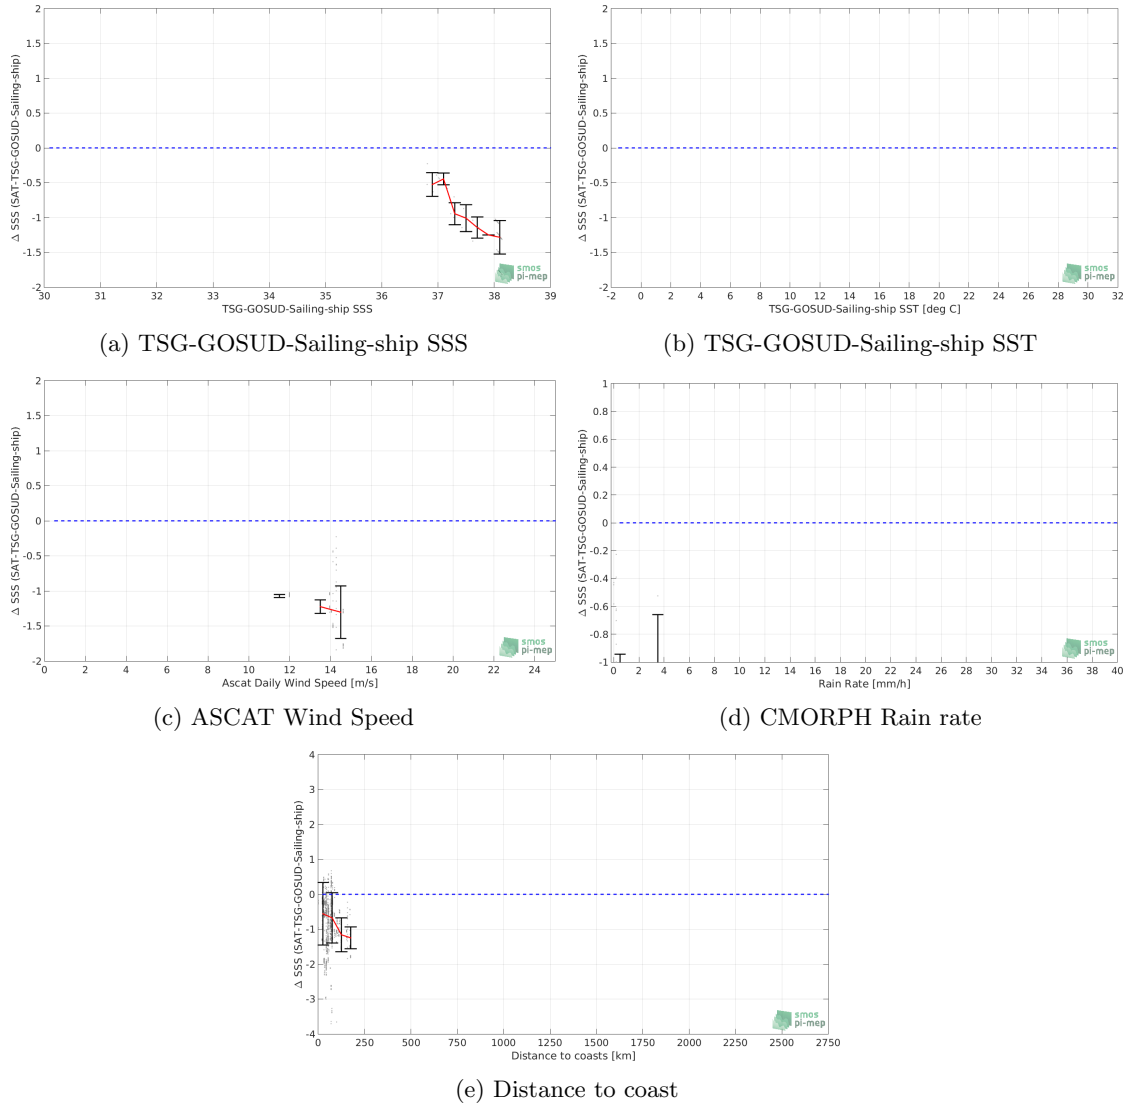 2
1.5
1
0.5
0
-0.5
-1
-1.5
-2
Δ SSS (SAT-TSG-GOSUD-Sailing-ship)
30 31 32 33 34 35 36 37 38 39
TSG-GOSUD-Sailing-ship SSS
smos
pi-mep
(a) TSG-GOSUD-Sailing-ship SSS
2
1.5
1
0.5
0
-0.5
-1
-1.5
-2
Δ SSS (SAT-TSG-GOSUD-Sailing-ship)
-2 0 2 4 6 8 10 12 14 16 18 20 22 24 26 28 30 32
TSG-GOSUD-Sailing-ship SST [deg C]
smos
pi-mep
(b) TSG-GOSUD-Sailing-ship SST
2
1.5
1
0.5
0
-0.5
-1
-1.5
-2
Δ SSS (SAT-TSG-GOSUD-Sailing-ship)
0 2 4 6 8 10 12 14 16 18 20 22 24
Ascat Daily Wind Speed [m/s]
smos
pi-mep
(c) ASCAT Wind Speed
1
0.8
0.6
0.4
0.2
0
-0.2
-0.4
-0.6
-0.8
-1
Δ SSS (SAT-TSG-GOSUD-Sailing-ship)
0 2 4 6 8 10 12 14 16 18 20 22 24 26 28 30 32 34 36 38 40
Rain Rate [mm/h]
smos
pi-mep
(d) CMORPH Rain rate
4
3
2
1
0
-1
-2
-3
-4
Δ SSS (SAT-TSG-GOSUD-Sailing-ship)
0 250 500 750 1000 1250 1500 1750 2000 2250 2500 2750
Distance to coasts [km]
smos
pi-mep
(e) Distance to coast